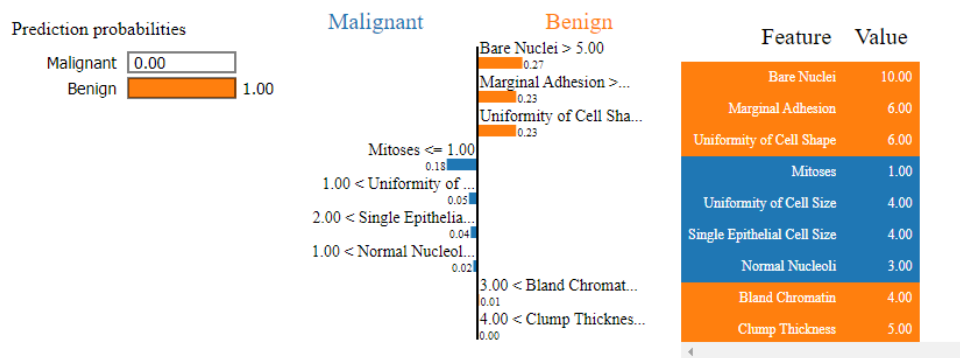 Prediction probabilities
Malignant 0.00
Benign 1.00
Malignant Benign
Bare Nuclei > 5.00
0.27
Marginal Adhesion >...
0.23
Uniformity of Cell Sha...
0.23
Mitoses <= 1.00
0.18
1.00 < Uniformity of ...
0.05
2.00 < Single Epithelia...
0.04
1.00 < Normal Nucleol...
0.02
3.00 < Bland Chromat...
0.01
4.00 < Clump Thicknes...
0.00
Feature Value
Bare Nuclei 10.00
Marginal Adhesion 6.00
Uniformity of Cell Shape 6.00
Mitoses 1.00
Uniformity of Cell Size 4.00
Single Epithelial Cell Size 4.00
Normal Nucleoli 3.00
Bland Chromatin 4.00
Clump Thickness 5.00